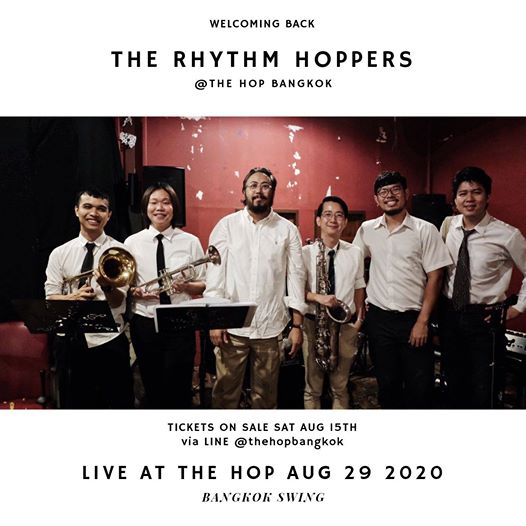 WELCOMING BACK
THE RHYTHM HOPPERS
@THE HOP BANGKOK
TICKETS ON SALE SAT AUG 15TH
via LINE @thehopbangkok
LIVE AT THE HOP AUG 29 2020
BANGKOK SWING